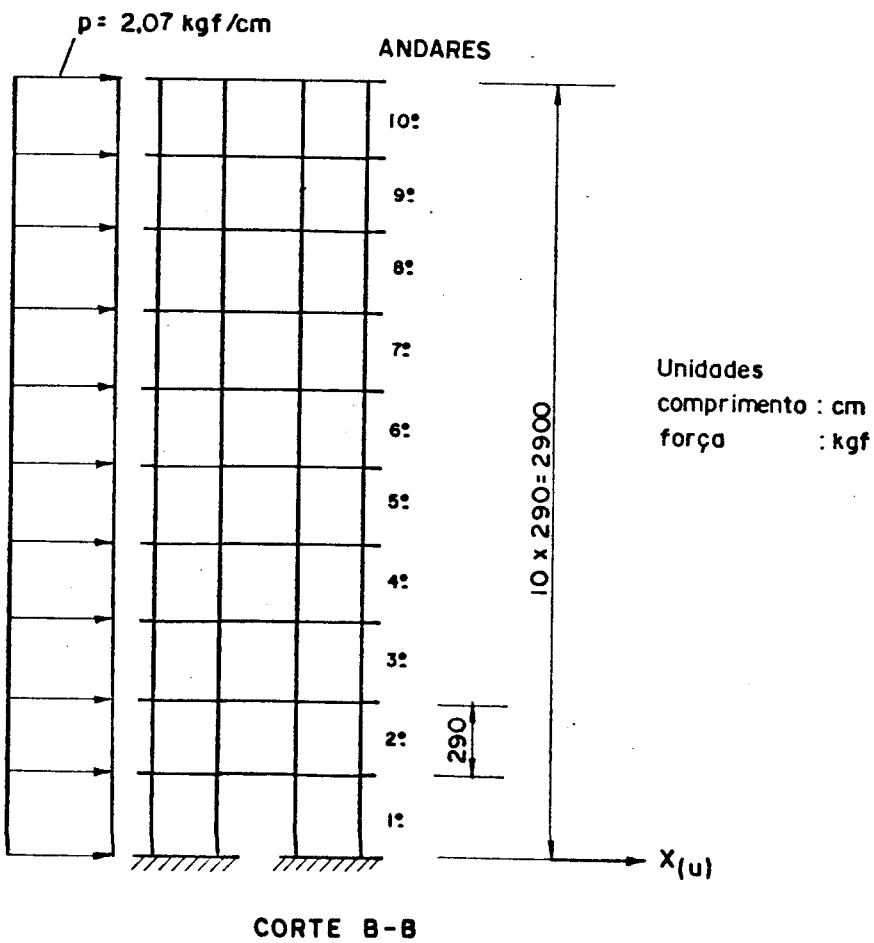 p = 2,07 kgf/cm
ANDARES
10º
9º
8º
7º
6º
5º
4º
3º
2º
1º
290
10 x 290 = 2900
Unidades
comprimento : cm
força : kgf
X(u)
CORTE B-B